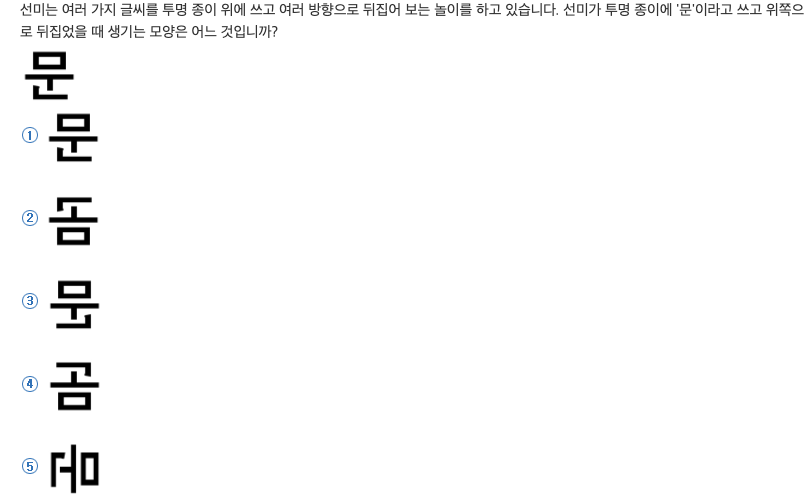 선미는 여러 가지 글씨를 투명 종이 위에 쓰고 여러 방향으로 뒤집어 보는 놀이를 하고 있습니다. 선미가 투명 종이에 '문'이라고 쓰고 위쪽으
로 뒤집었을 때 생기는 모양은 어느 것입니까?
문
① 문
②
③
④ 곰
⑤